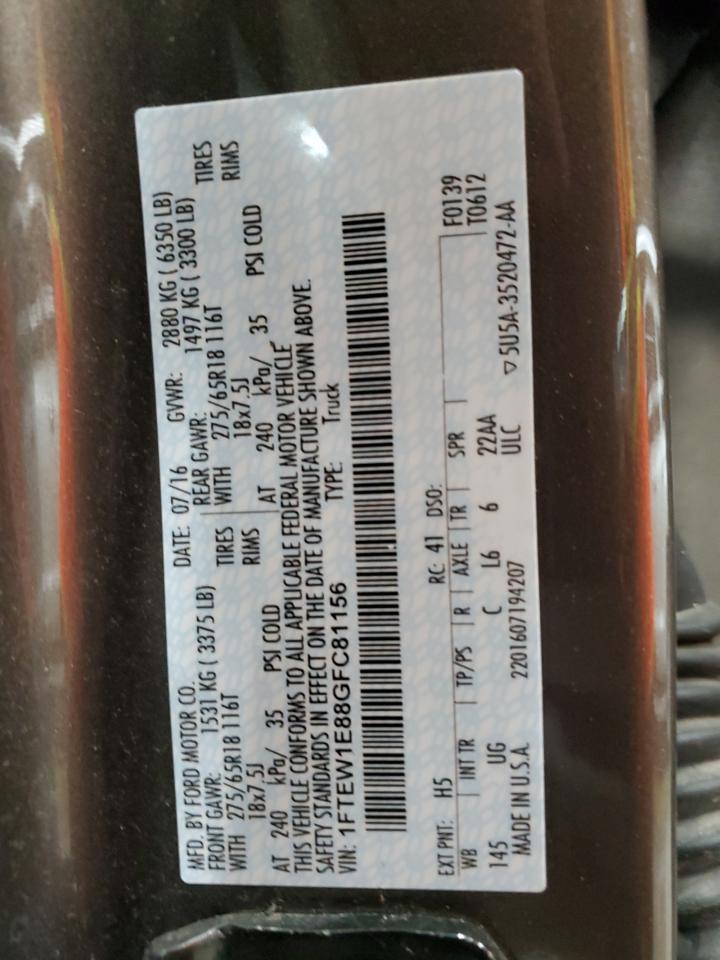 MFD. BY FORD MOTOR CO. DATE: 07/16 GVWR: 2880 KG ( 6350 LB)
FRONT GAWR: 1531 KG ( 3375 LB) REAR GAWR: 1497 KG ( 3300 LB)
WITH 275/65R18 116T TIRES WITH 275/65R18 116T TIRES
18x7.5J RIMS 18x7.5J RIMS
AT 240 kPa/ 35 PSI COLD AT 240 kPa/ 35 PSI COLD
THIS VEHICLE CONFORMS TO ALL APPLICABLE FEDERAL MOTOR VEHICLE
SAFETY STANDARDS IN EFFECT ON THE DATE OF MANUFACTURE SHOWN ABOVE.
VIN: 1FTEW1E88GFC81156 TYPE: Truck
EXT PNT: H5 RC: 41 DSO: F0139
WB INT TR TP/PS R AXLE TR SPR T0612
145 UG C L6 6 22AA
MADE IN U.S.A. 2201607194207 ULC ▽ 5U5A-3520472-AA